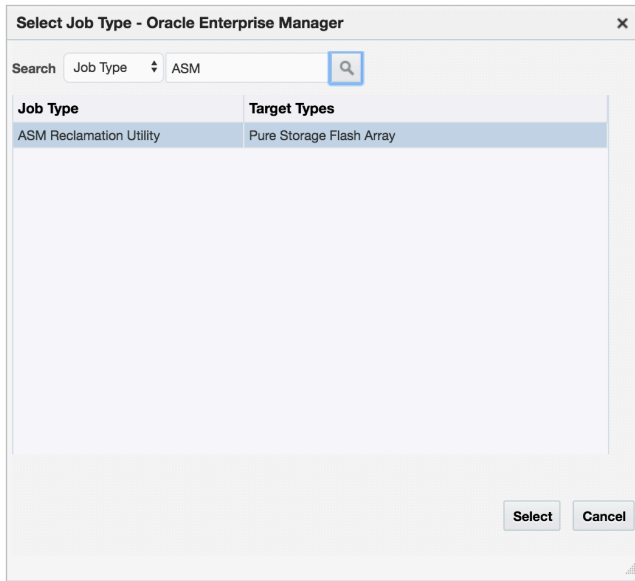 Select Job Type - Oracle Enterprise Manager
Search Job Type ASM
Job Type Target Types
ASM Reclamation Utility Pure Storage Flash Array
Select Cancel